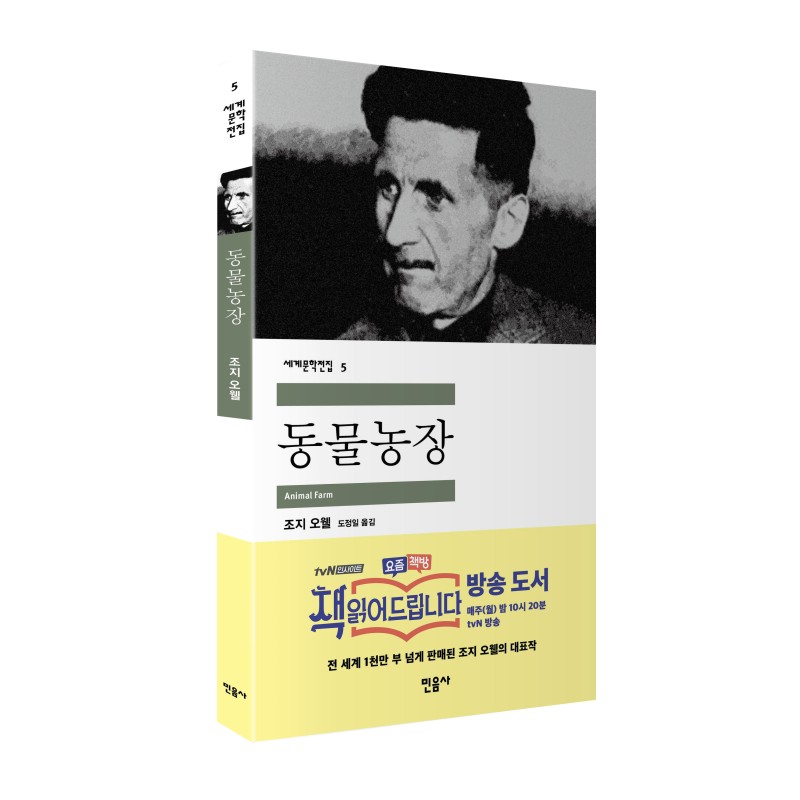 5
세계
문학
전집
동물농장
조지 오웰
민음사
세계문학전집 5
동물농장
Animal Farm
조지 오웰 도정일 옮김
tvN 인사이트
요즘 책방
책 읽어드립니다
방송 도서
매주(월) 밤 10시 20분
tvN 방송
전 세계 1천만 부 넘게 판매된 조지 오웰의 대표작
민음사